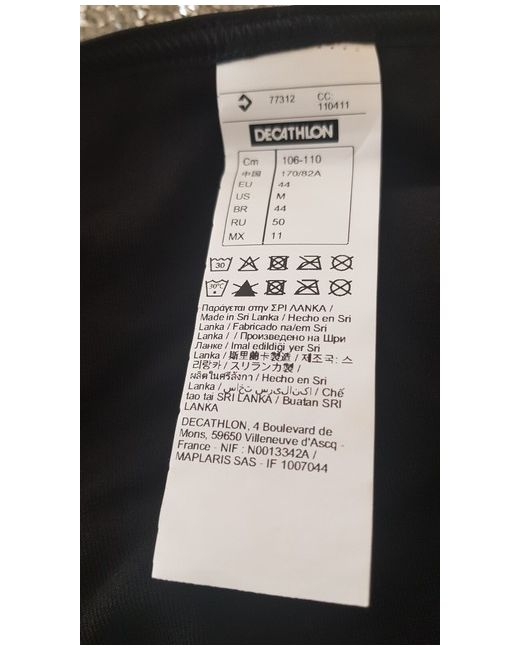 77312 CC:
110411
DECATHLON
Cm 106-110
中国 170/82A
EU 44
US M
BR 44
RU 50
MX 11
30
30°C
Παράγεται στην ΣΡΙ ΛΑΝΚΑ /
Made in Sri Lanka / Hecho en Sri
Lanka / Fabricado na/em Sri
Lanka / / Произведено на Шри
Ланке / Imal edildiği yer Sri
Lanka / 斯里蘭卡製造 / 제조국: 스
리랑카 / スリランカ製 /
ผลิตในศรีลังกา / Hecho en Sri
Lanka / / Chế
tao tai SRI LANKA / Buatan SRI
LANKA
DECATHLON, 4 Boulevard de
Mons, 59650 Villeneuve d'Ascq -
France - NIF : N0013342A /
MAPLARIS SAS - IF 1007044